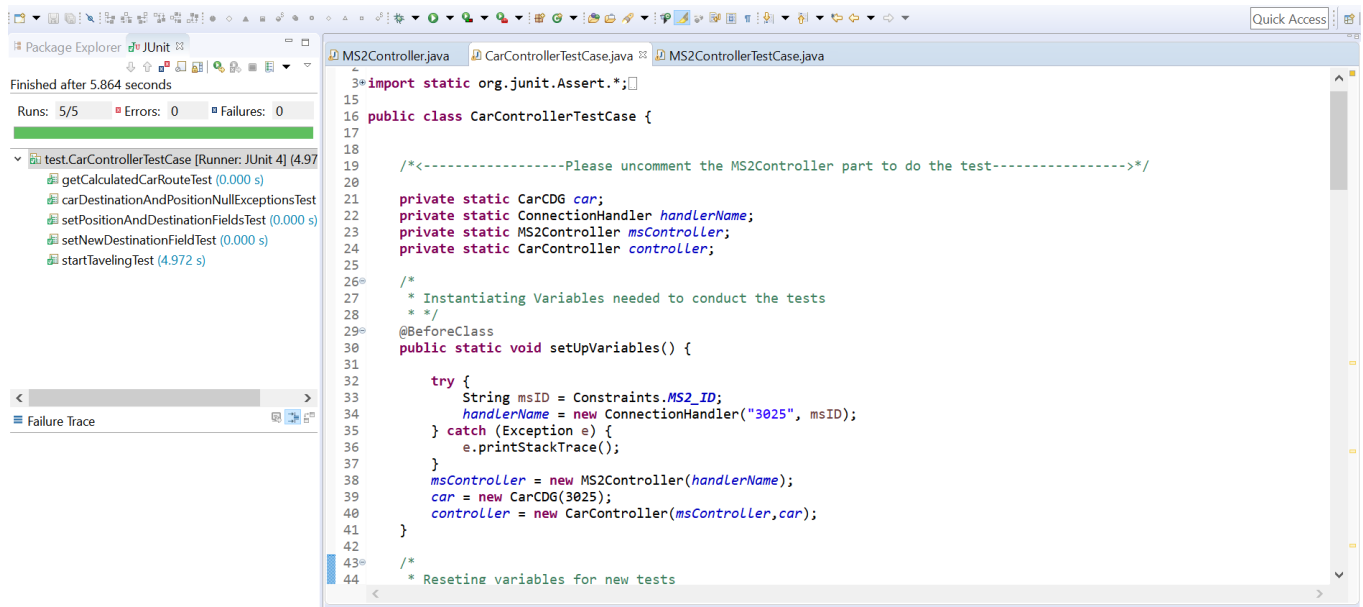 Quick Access
Package Explorer JUnit
Finished after 5.864 seconds
Runs: 5/5 Errors: 0 Failures: 0
test.CarControllerTestCase [Runner: JUnit 4] (4.97
getCalculatedCarRouteTest (0.000 s)
carDestinationAndPositionNullExceptionsTest
setPositionAndDestinationFieldsTest (0.000 s)
setNewDestinationFieldTest (0.000 s)
startTavelingTest (4.972 s)
Failure Trace
MS2Controller.java CarControllerTestCase.java MS2ControllerTestCase.java
2
3 import static org.junit.Assert.*;
15
16 public class CarControllerTestCase {
17
18
19 /*<------------------Please uncomment the MS2Controller part to do the test----------------->*/
20
21 private static CarCDG car;
22 private static ConnectionHandler handlerName;
23 private static MS2Controller msController;
24 private static CarController controller;
25
26 /*
27 * Instantiating Variables needed to conduct the tests
28 * */
29 @BeforeClass
30 public static void setUpVariables() {
31
32 try {
33 String msID = Constraints.MS2_ID;
34 handlerName = new ConnectionHandler("3025", msID);
35 } catch (Exception e) {
36 e.printStackTrace();
37 }
38 msController = new MS2Controller(handlerName);
39 car = new CarCDG(3025);
40 controller = new CarController(msController,car);
41 }
42
43 /*
44 * Reseting variables for new tests